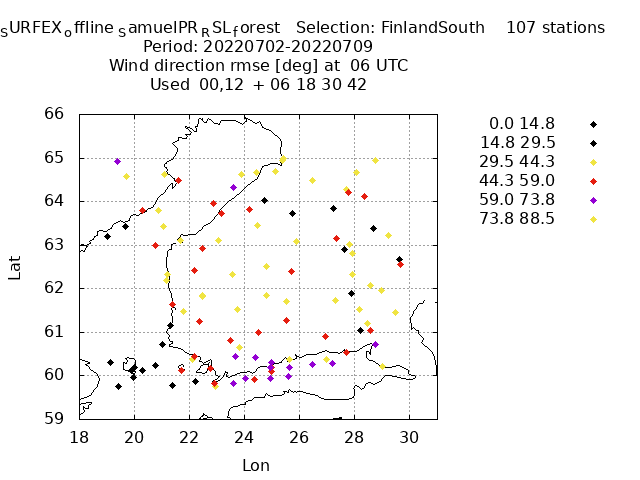 SURFEXoffline SamuelPRRSLforest   Selection: FinlandSouth    107 stations
Period: 20220702-20220709
Wind direction rmse [deg] at  06 UTC
Used  00,12  + 06 18 30 42
0.0 14.8
14.8 29.5
29.5 44.3
44.3 59.0
59.0 73.8
73.8 88.5
66
65
64
63
62
61
60
59
Lat
18 20 22 24 26 28 30
Lon